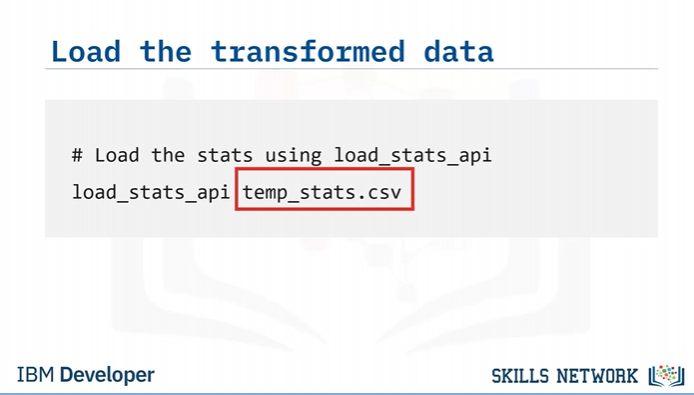 Load the transformed data
# Load the stats using load_stats_api
load_stats_api temp_stats.csv
IBM Developer
SKILLS NETWORK